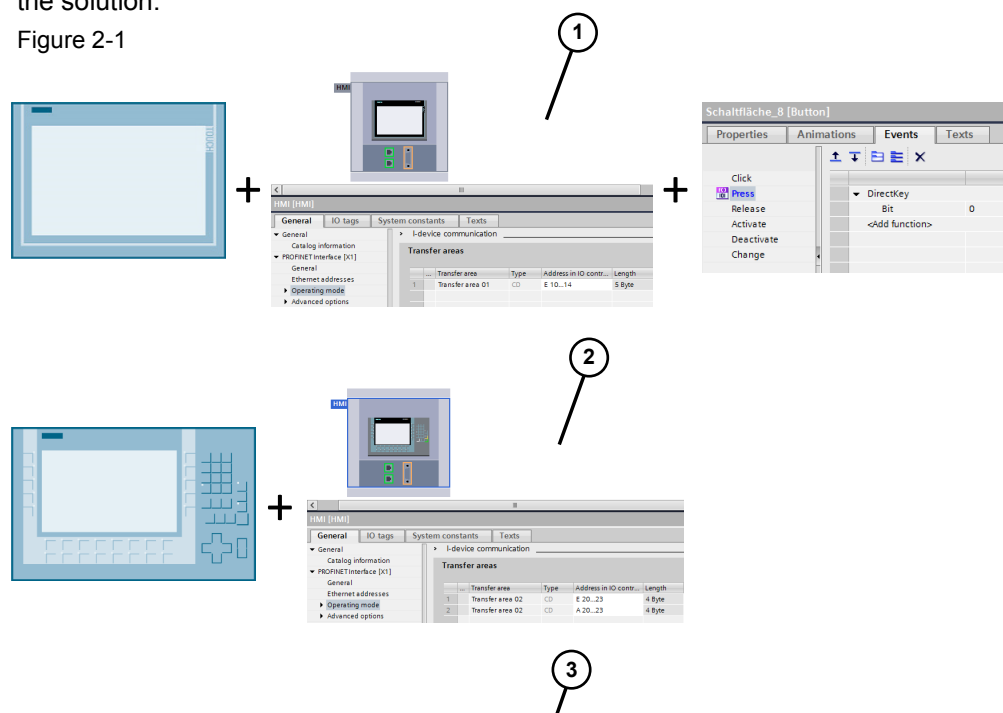 the solution.
Figure 2-1
1
HMI
TOUCH
+
+
HMI [HMI]
General IO tags System constants Texts
General
Catalog information
PROFINET Interface [X1]
General
Ethernet addresses
Operating mode
Advanced options
> I-device communication
Transfer areas
... Transfer area Type Address in IO contr... Length
1 Transfer area 01 CD E 10...14 5 Byte
Schaltfläche_8 [Button]
Properties Animations Events Texts
Click
Press
Release
Activate
Deactivate
Change
DirectKey
Bit 0
<Add function>
2
HMI
+
HMI [HMI]
General IO tags System constants Texts
General
Catalog information
PROFINET Interface [X1]
General
Ethernet addresses
Operating mode
Advanced options
> I-device communication
Transfer areas
... Transfer area Type Address in IO contr... Length
1 Transfer area 02 CD E 20...23 4 Byte
2 Transfer area 02 CD A 20...23 4 Byte
3